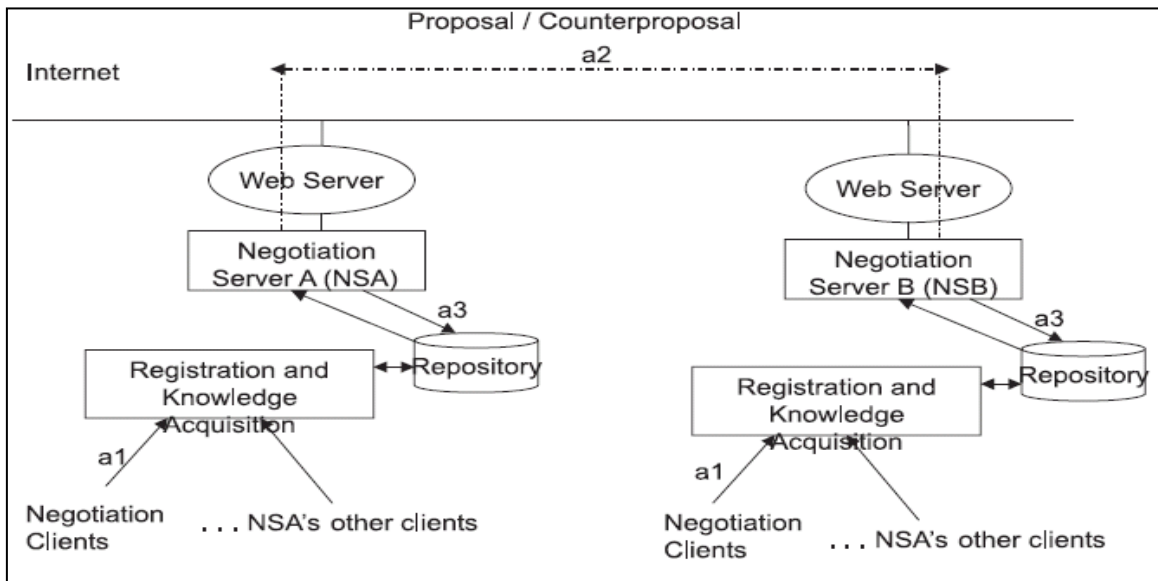 Proposal / Counterproposal
a2
Internet
Web Server
Web Server
Negotiation
Server A (NSA)
Negotiation
Server B (NSB)
a3
a3
Repository
Repository
Registration and
Knowledge
Acquisition
Registration and
Knowledge
Acquisition
a1
a1
Negotiation
Clients
. . . NSA's other clients
Negotiation
Clients
. . . NSA's other clients